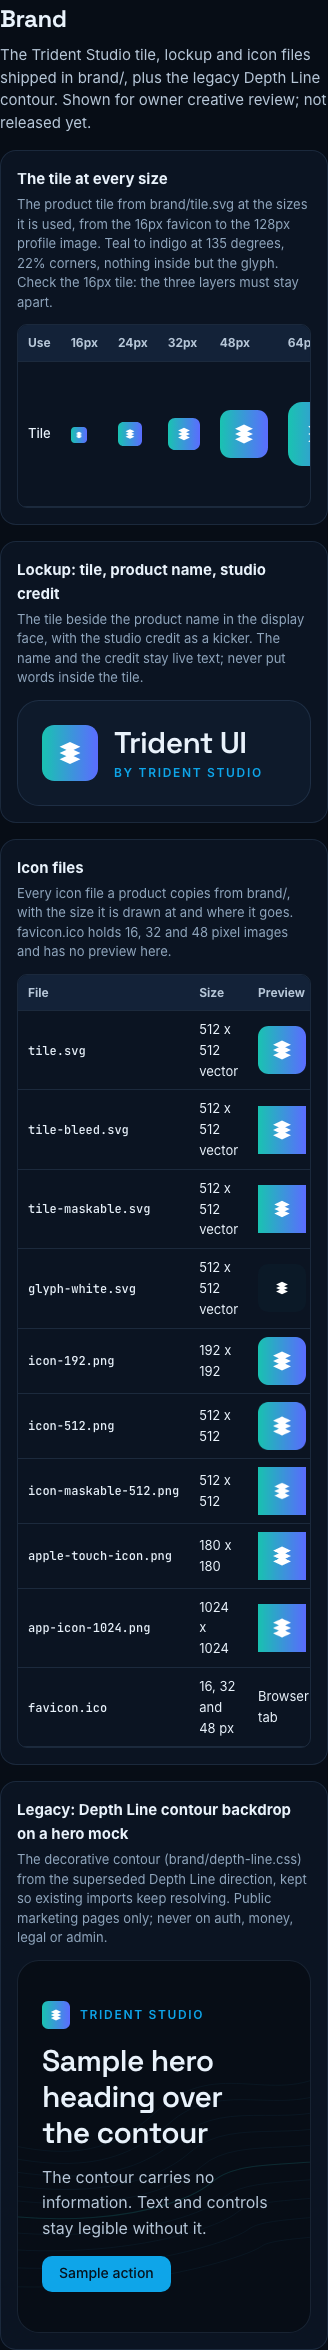 Brand
The Trident Studio tile, lockup and icon files
shipped in brand/, plus the legacy Depth Line
contour. Shown for owner creative review; not
released yet.
The tile at every size
The product tile from brand/tile.svg at the sizes
it is used, from the 16px favicon to the 128px
profile image. Teal to indigo at 135 degrees,
22% corners, nothing inside but the glyph.
Check the 16px tile: the three layers must stay
apart.
Use 16px 24px 32px 48px 64p
Tile
Lockup: tile, product name, studio
credit
The tile beside the product name in the display
face, with the studio credit as a kicker. The
name and the credit stay live text; never put
words inside the tile.
Trident UI
BY TRIDENT STUDIO
Icon files
Every icon file a product copies from brand/,
with the size it is drawn at and where it goes.
favicon.ico holds 16, 32 and 48 pixel images
and has no preview here.
File Size Preview
tile.svg 512 x
512
vector
tile-bleed.svg 512 x
512
vector
tile-maskable.svg 512 x
512
vector
glyph-white.svg 512 x
512
vector
icon-192.png 192 x
192
icon-512.png 512 x
512
icon-maskable-512.png 512 x
512
apple-touch-icon.png 180 x
180
app-icon-1024.png 1024
x
1024
favicon.ico 16, 32
and
48 px
Browser
tab
Legacy: Depth Line contour backdrop
on a hero mock
The decorative contour (brand/depth-line.css)
from the superseded Depth Line direction, kept
so existing imports keep resolving. Public
marketing pages only; never on auth, money,
legal or admin.
TRIDENT STUDIO
Sample hero
heading over
the contour
The contour carries no
information. Text and controls
stay legible without it.
Sample action